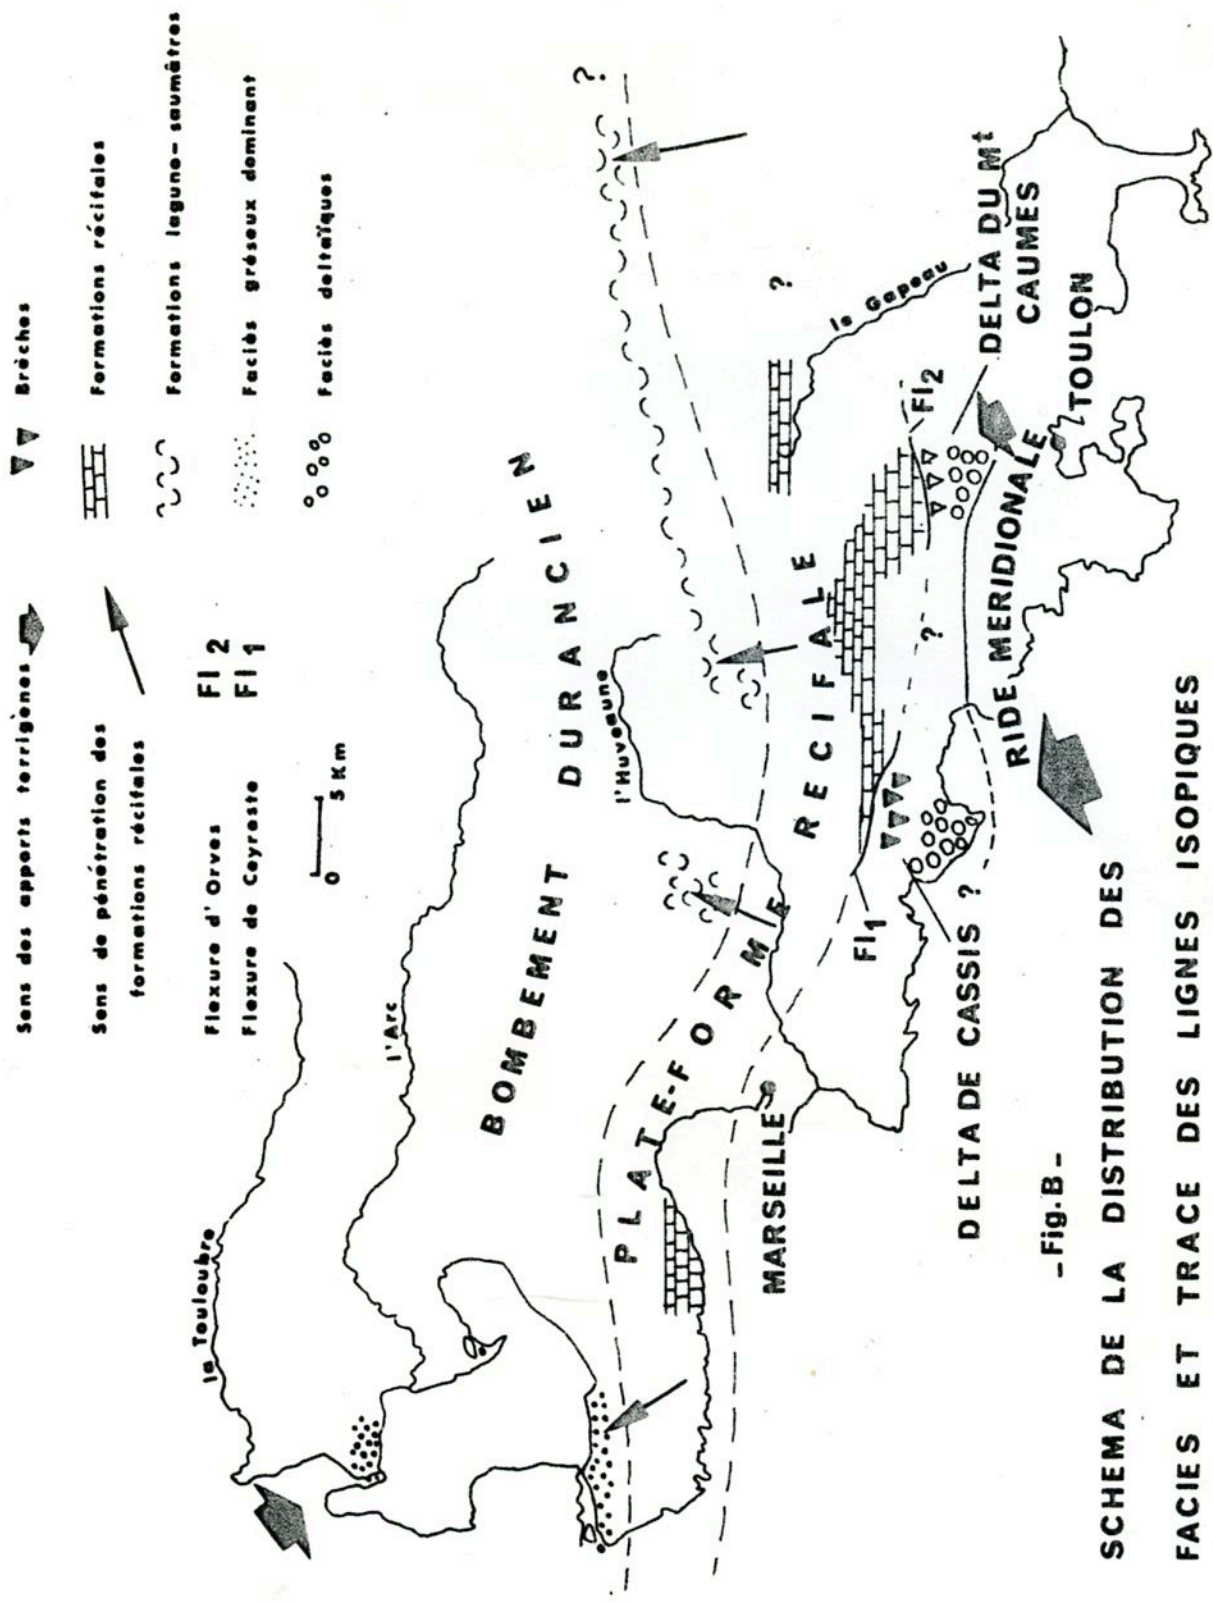 Sens des apports terrigènes
Sens de pénétration des
formations récifales
Flexure d'Orves Fl 2
Flexure de Ceyreste Fl 1
0 5 Km
Brèches
Formations récifales
Formations laguno-saumâtres
Faciès gréseux dominant
Faciès deltaïques
la Touloubre
l'Arc
BOMBEMENT DURANCIEN
l'Huveaune
?
PLATE-FORME RECIFALE
?
le Gapeau
MARSEILLE
Fl1
?
Fl2
DELTA DE CASSIS ?
RIDE MERIDIONALE
DELTA DU Mt
CAUMES
TOULON
-Fig.B-
SCHEMA DE LA DISTRIBUTION DES
FACIES ET TRACE DES LIGNES ISOPIQUES